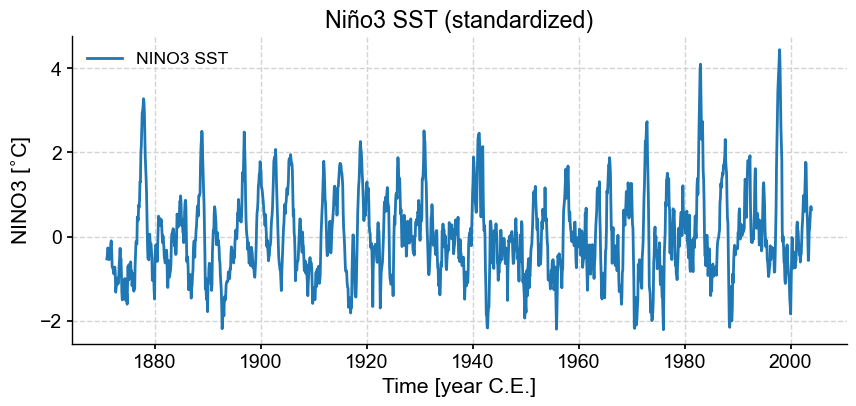 Niño3 SST (standardized)
NINO3 SST
NINO3 [˚C]
4
2
0
−2
1880 1900 1920 1940 1960 1980 2000
Time [year C.E.]